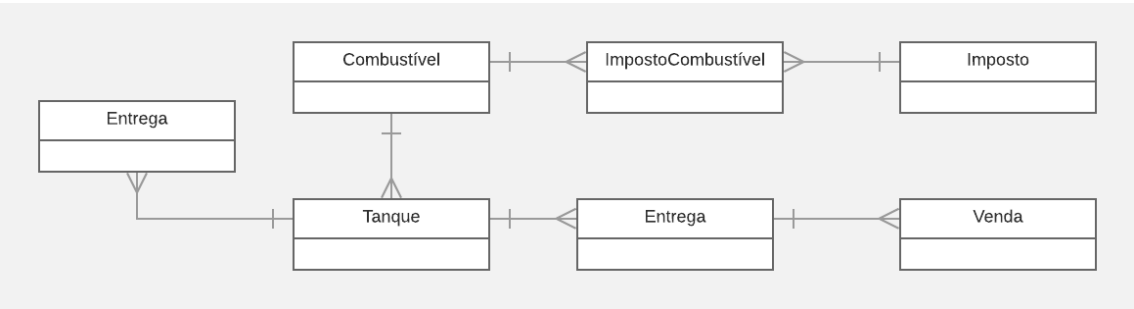 Combustível
ImpostoCombustível
Imposto
Entrega
Tanque
Entrega
Venda